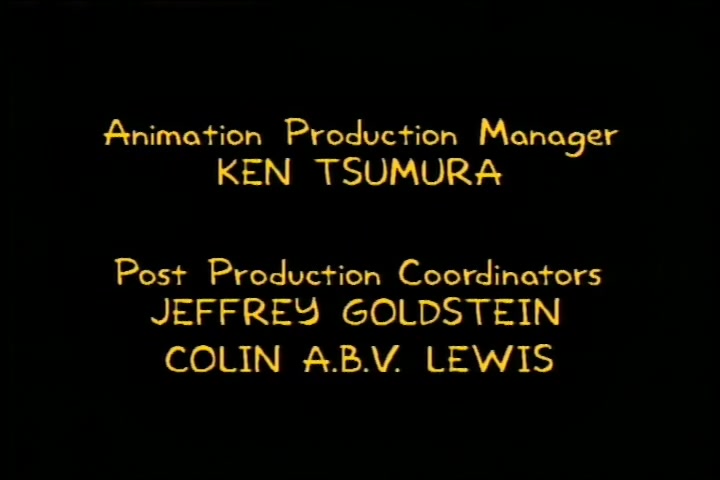 Animation Production Manager
KEN TSUMURA
Post Production Coordinators
JEFFREY GOLDSTEIN
COLIN A.B.V. LEWIS